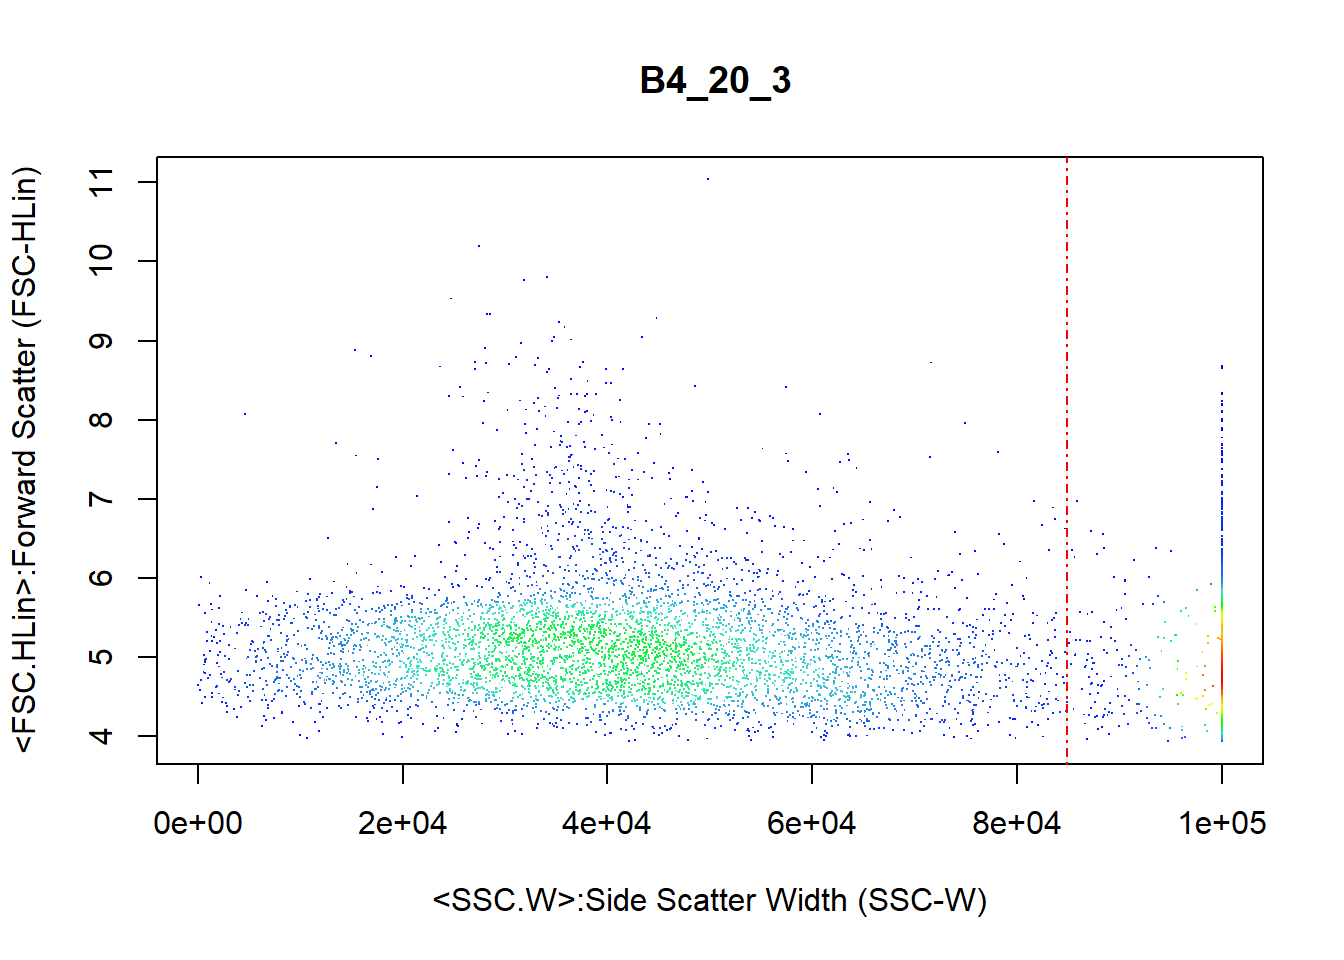 B4_20_3
<FSC.HLin>:Forward Scatter (FSC-HLin)
11
10
9
8
7
6
5
4
0e+00 2e+04 4e+04 6e+04 8e+04 1e+05
<SSC.W>:Side Scatter Width (SSC-W)